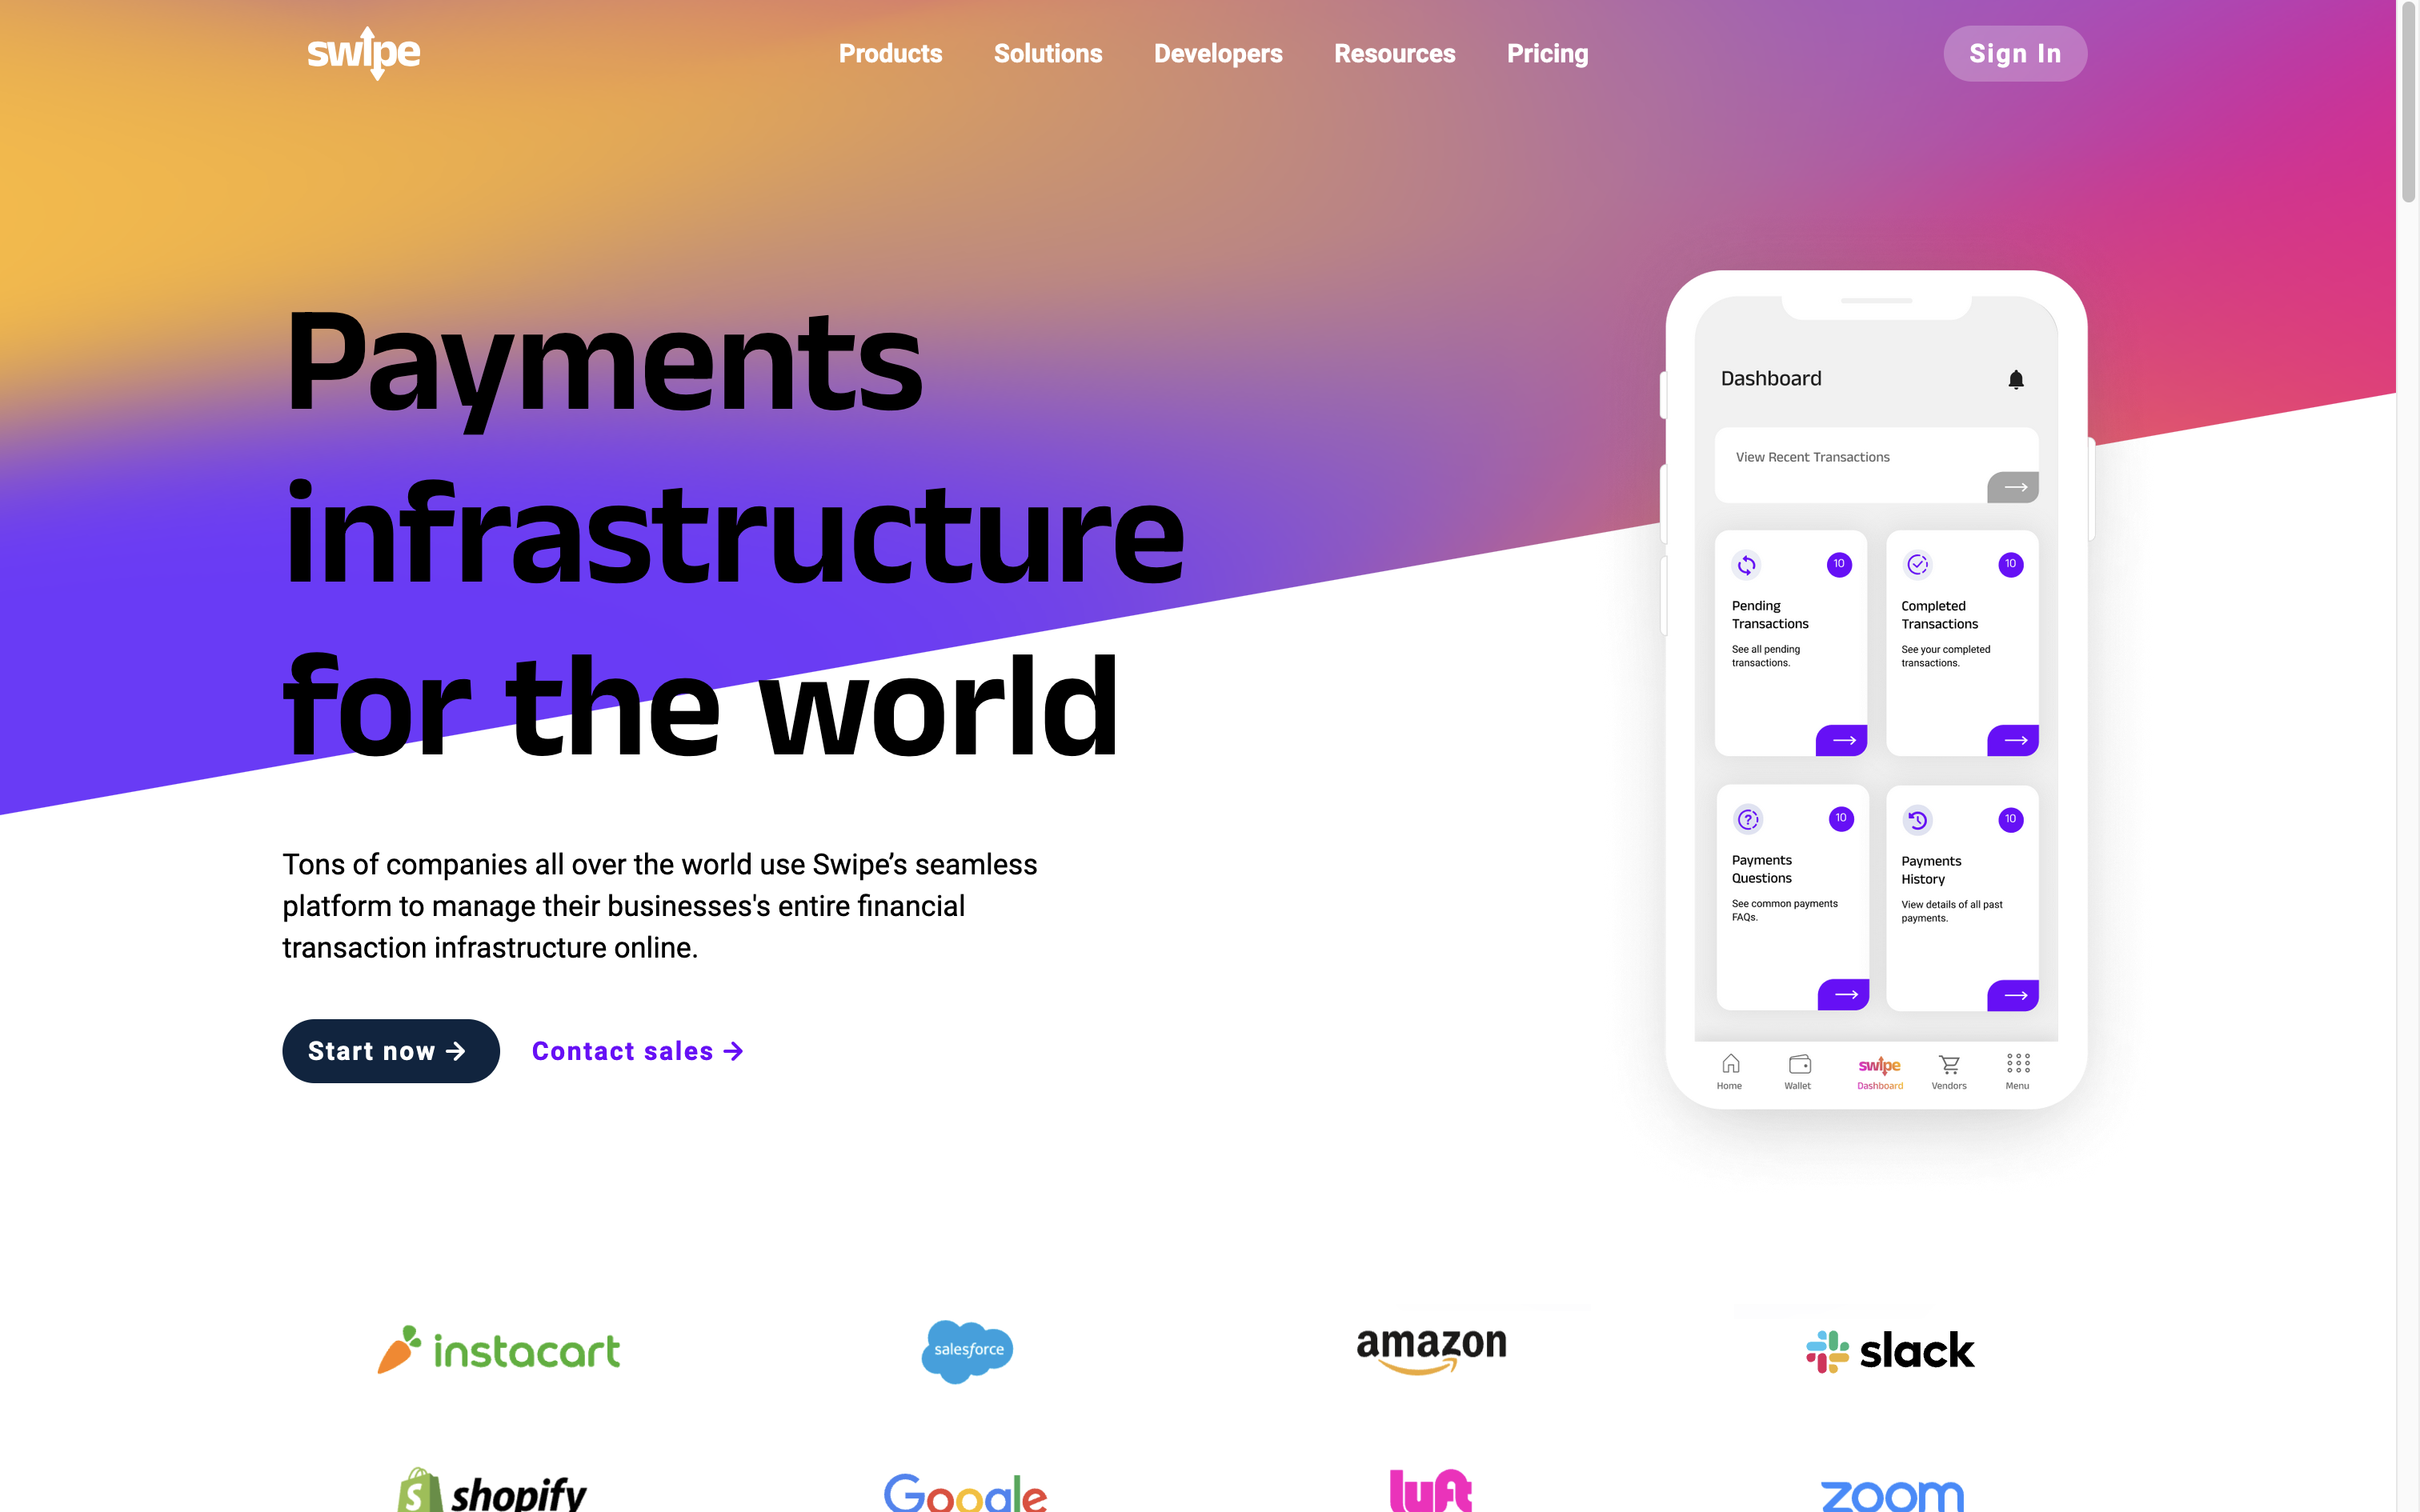 swipe
Products Solutions Developers Resources Pricing
Sign In
Payments
infrastructure
for the world
Tons of companies all over the world use Swipe’s seamless
platform to manage their businesses's entire financial
transaction infrastructure online.
Start now →
Contact sales →
Dashboard
View Recent Transactions
10
Pending
Transactions
See all pending
transactions.
10
Completed
Transactions
See your completed
transactions.
?
10
Payments
Questions
See common payments
FAQs.
10
Payments
History
View details of all past
payments.
Home
Wallet
swipe
Dashboard
Vendors
Menu
instacart
salesforce
amazon
slack
S shopify
Google
lyft
zoom